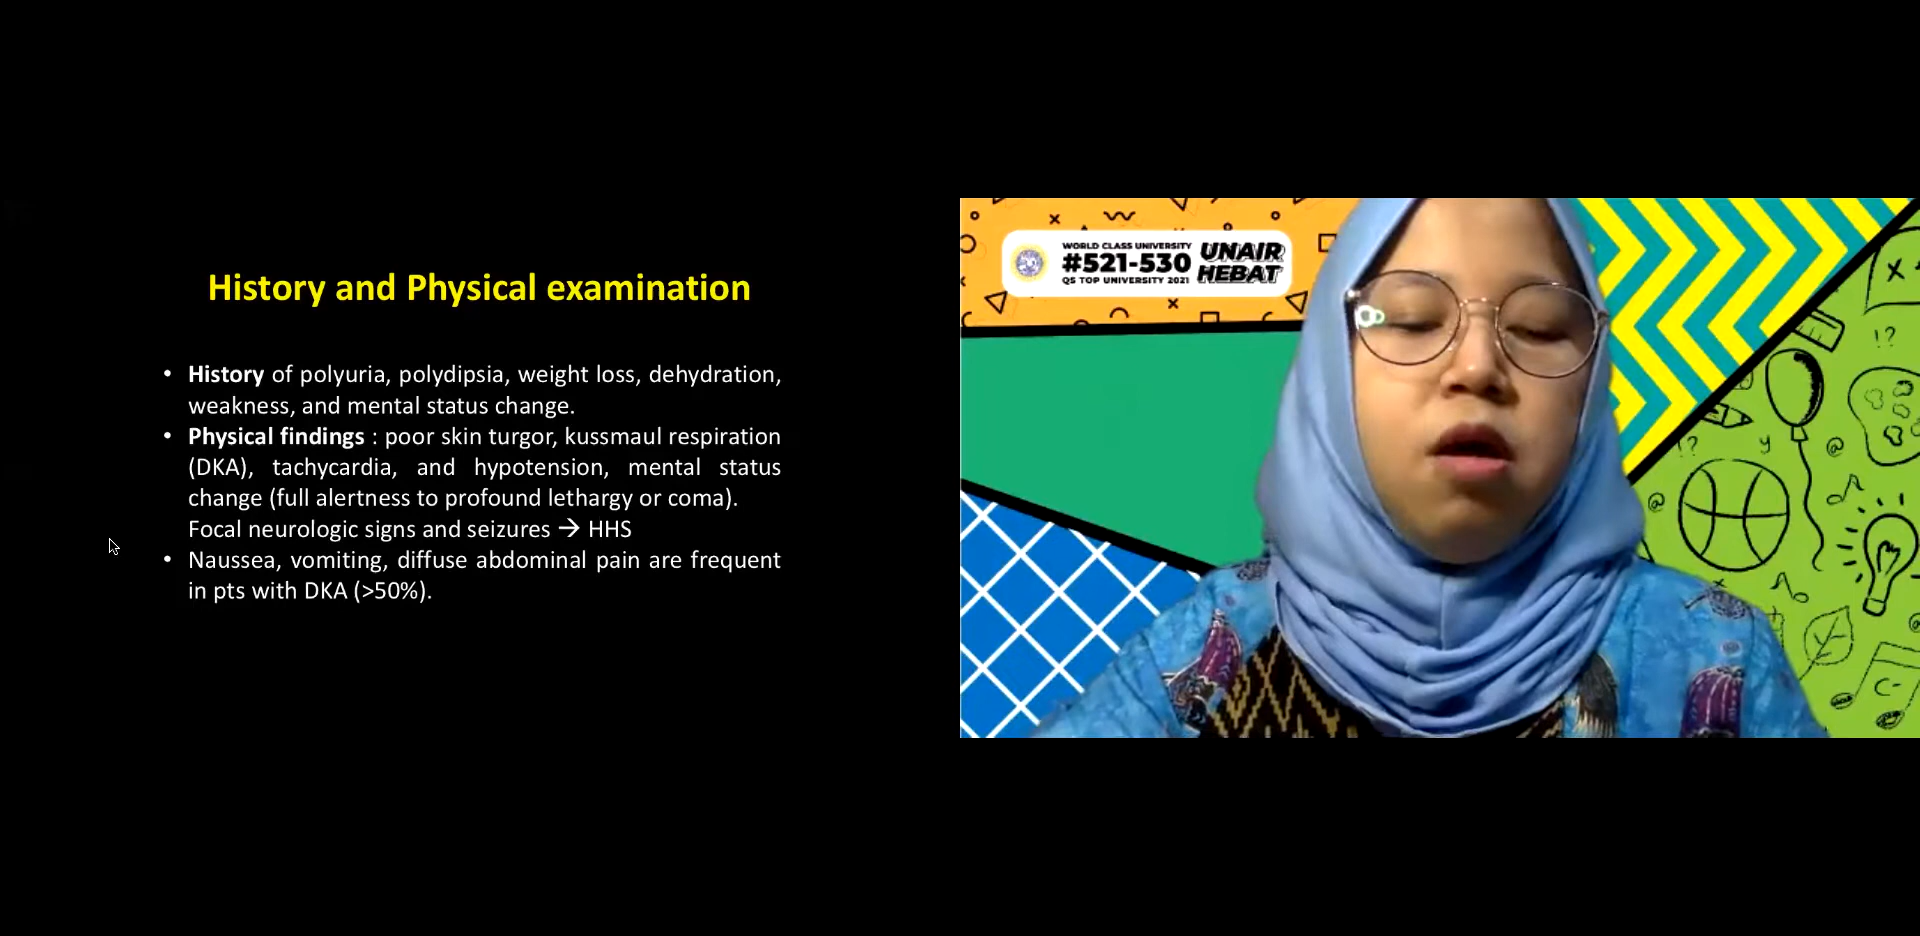 History and Physical examination
• History of polyuria, polydipsia, weight loss, dehydration,
weakness, and mental status change.
• Physical findings : poor skin turgor, kussmaul respiration
(DKA), tachycardia, and hypotension, mental status
change (full alertness to profound lethargy or coma).
Focal neurologic signs and seizures → HHS
• Naussea, vomiting, diffuse abdominal pain are frequent
in pts with DKA (>50%).
WORLD CLASS UNIVERSITY
#521-530
QS TOP UNIVERSITY 2021
UNAIR
HEBAT